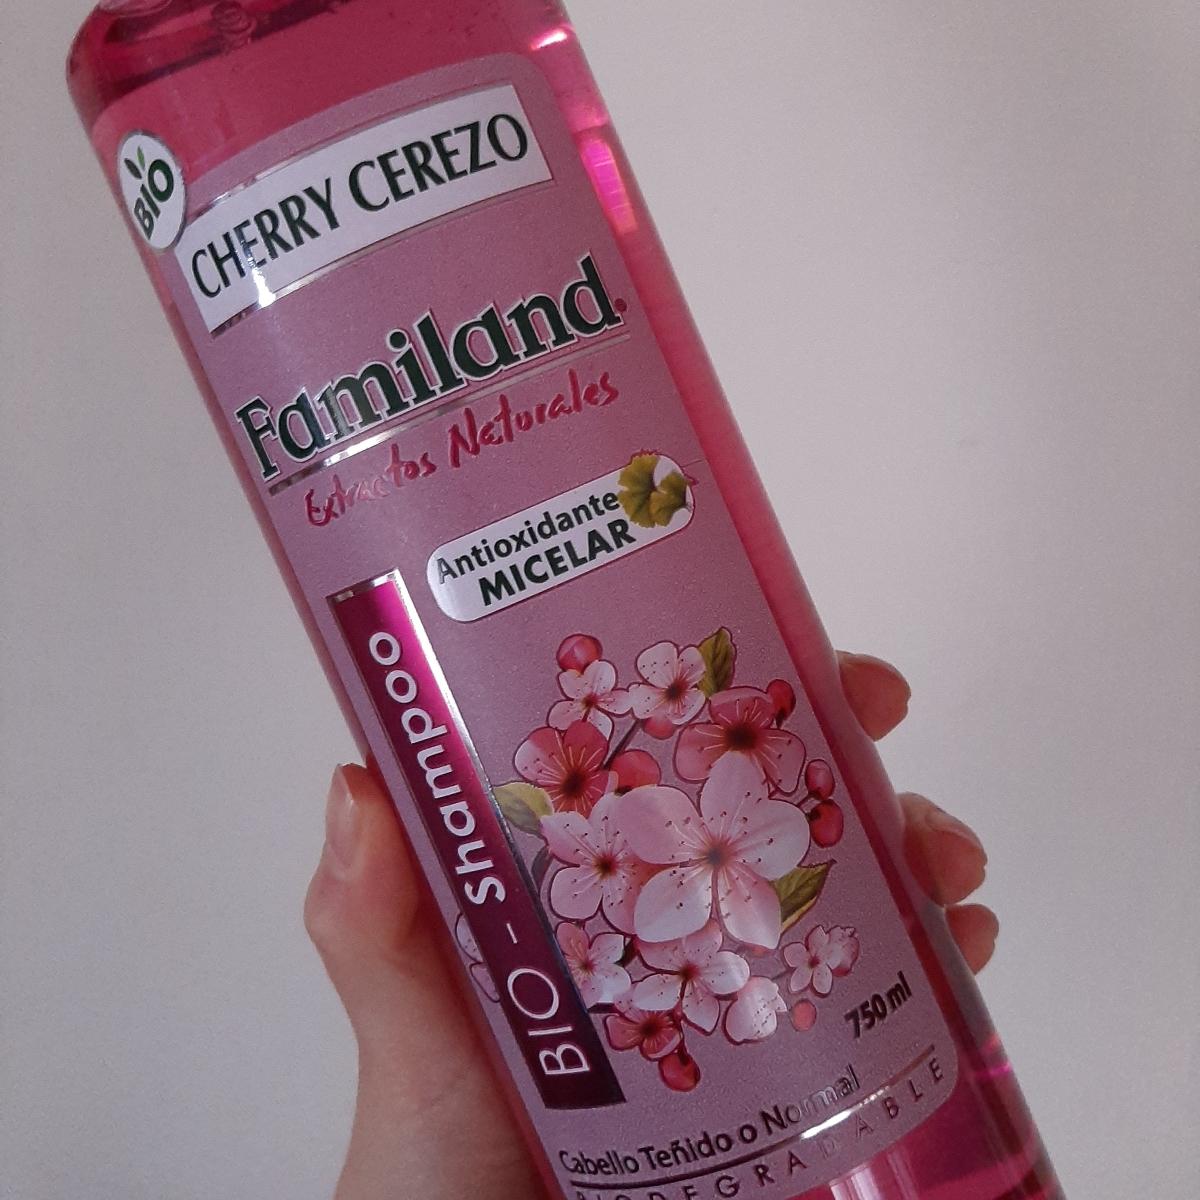 BIO
CHERRY CEREZO
Familand
Extractos Naturales
Antioxidante
MICELAR
BIO - Shampoo
750 ml
Cabello Teñido o Normal
BIODEGRADABLE